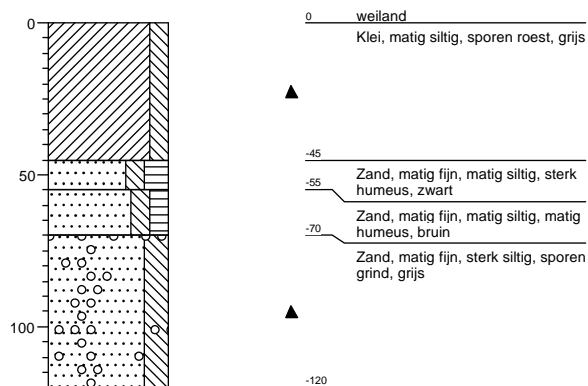 0
50
100
0 weiland
Klei, matig siltig, sporen roest, grijs
-45
Zand, matig fijn, matig siltig, sterk
humeus, zwart
-55
Zand, matig fijn, matig siltig, matig
humeus, bruin
-70
Zand, matig fijn, sterk siltig, sporen
grind, grijs
-120